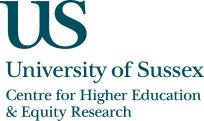 US
University of Sussex
Centre for Higher Education
& Equity Research